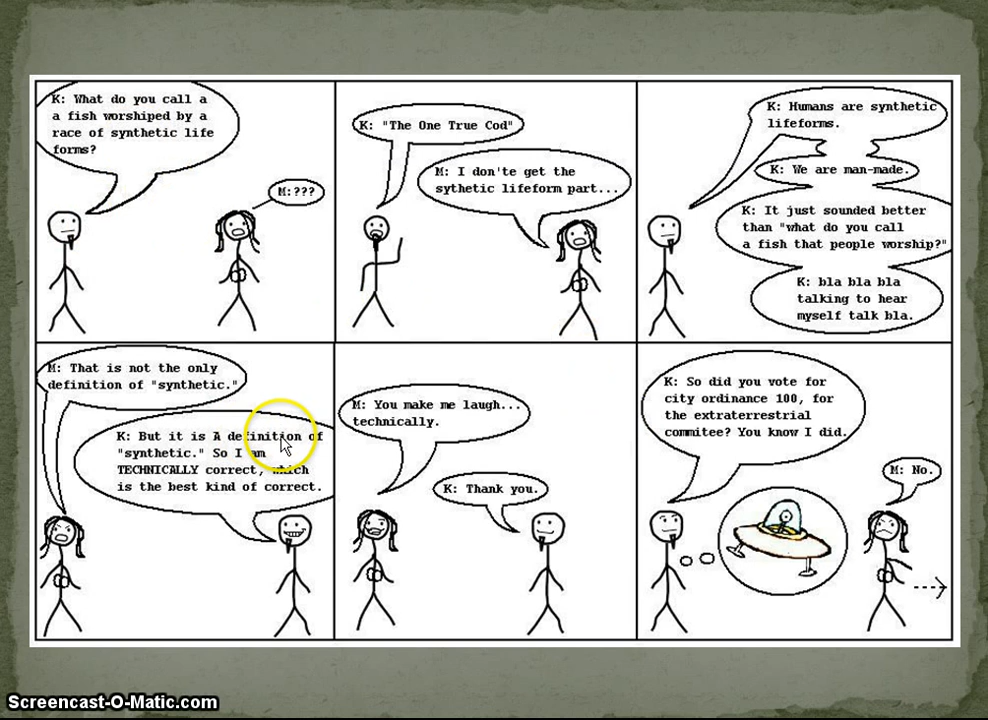 K: What do you call a
a fish worshiped by a
race of synthetic life
forms?
M:???
K: "The One True Cod"
M: I don'te get the
sythetic lifeform part...
K: Humans are synthetic
lifeforms.
K: We are man-made.
K: It just sounded better
than "what do you call
a fish that people worship?"
K: bla bla bla
talking to hear
myself talk bla.
M: That is not the only
definition of "synthetic."
K: But it is A definition of
"synthetic." So I am
TECHNICALLY correct, which
is the best kind of correct.
M: You make me laugh...
technically.
K: Thank you.
K: So did you vote for
city ordinance 100, for
the extraterrestrial
commitee? You know I did.
M: No.
Screencast-O-Matic.com